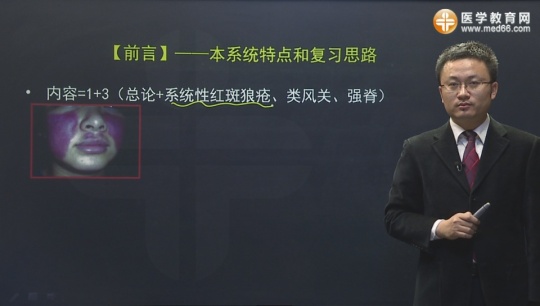 医学教育网
www.med66.com
【前言】——本系统特点和复习思路
• 内容=1+3（总论+系统性红斑狼疮、类风关、强脊）